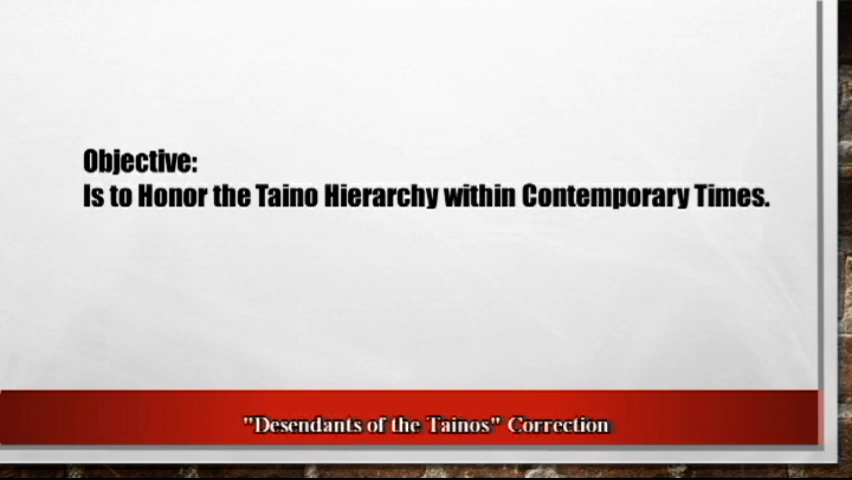 Objective:
Is to Honor the Taino Hierarchy within Contemporary Times.
"Desendants of the Tainos" Correction